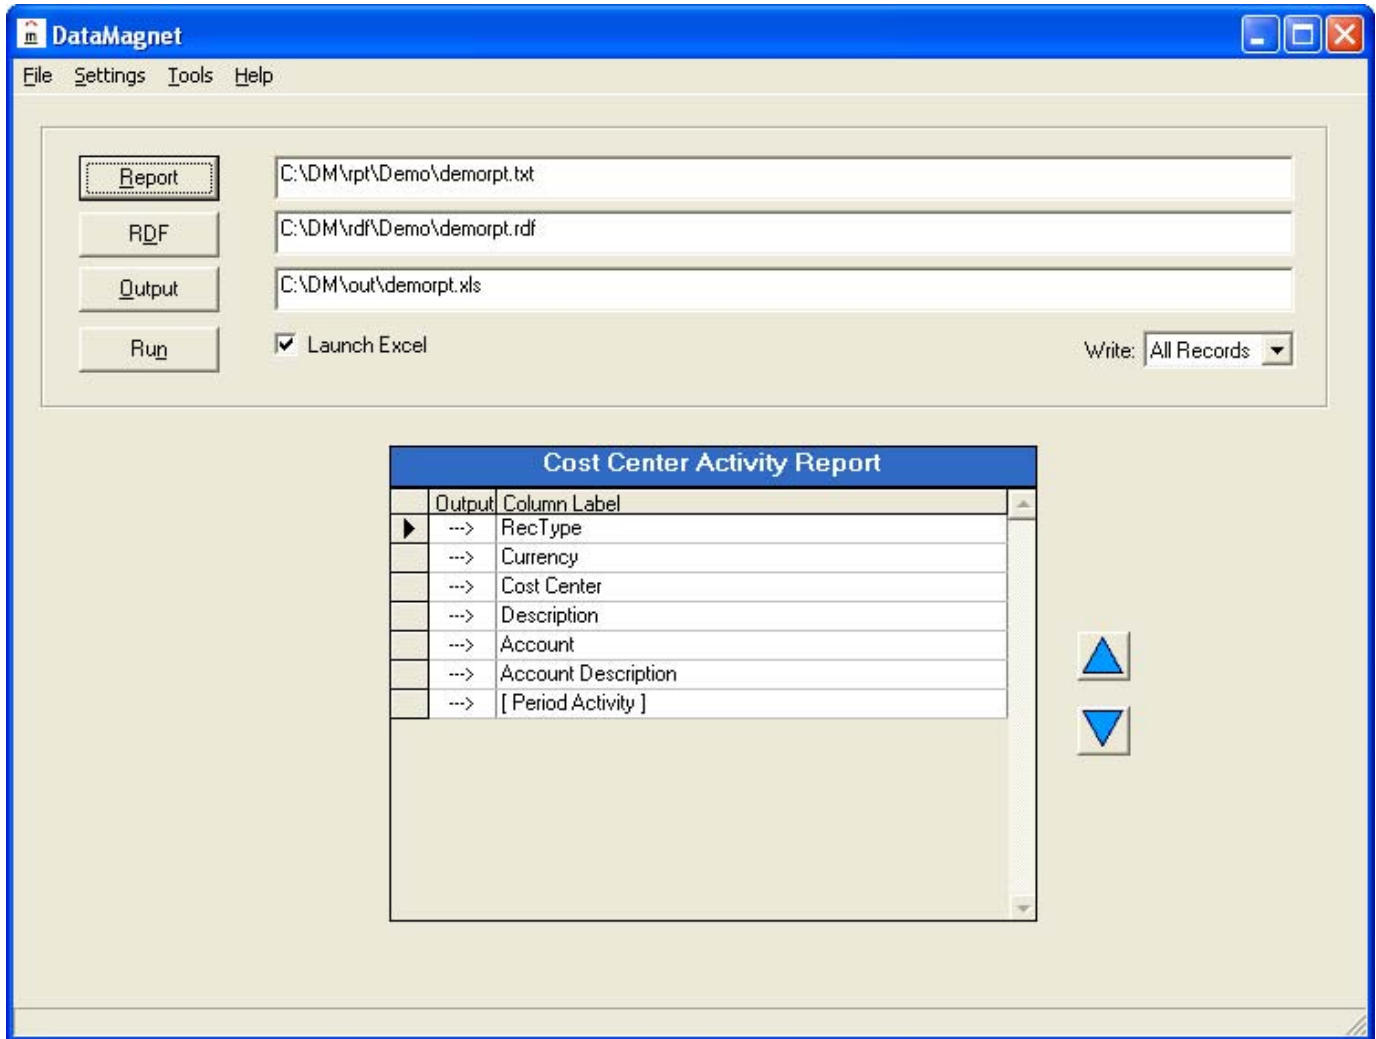 DataMagnet
File Settings Tools Help
Report C:\DM\rpt\Demo\demorpt.txt
RDF C:\DM\rdf\Demo\demorpt.rdf
Output C:\DM\out\demorpt.xls
Run Launch Excel Write: All Records
Cost Center Activity Report
Output Column Label
---> RecType
---> Currency
---> Cost Center
---> Description
---> Account
---> Account Description
---> [ Period Activity ]